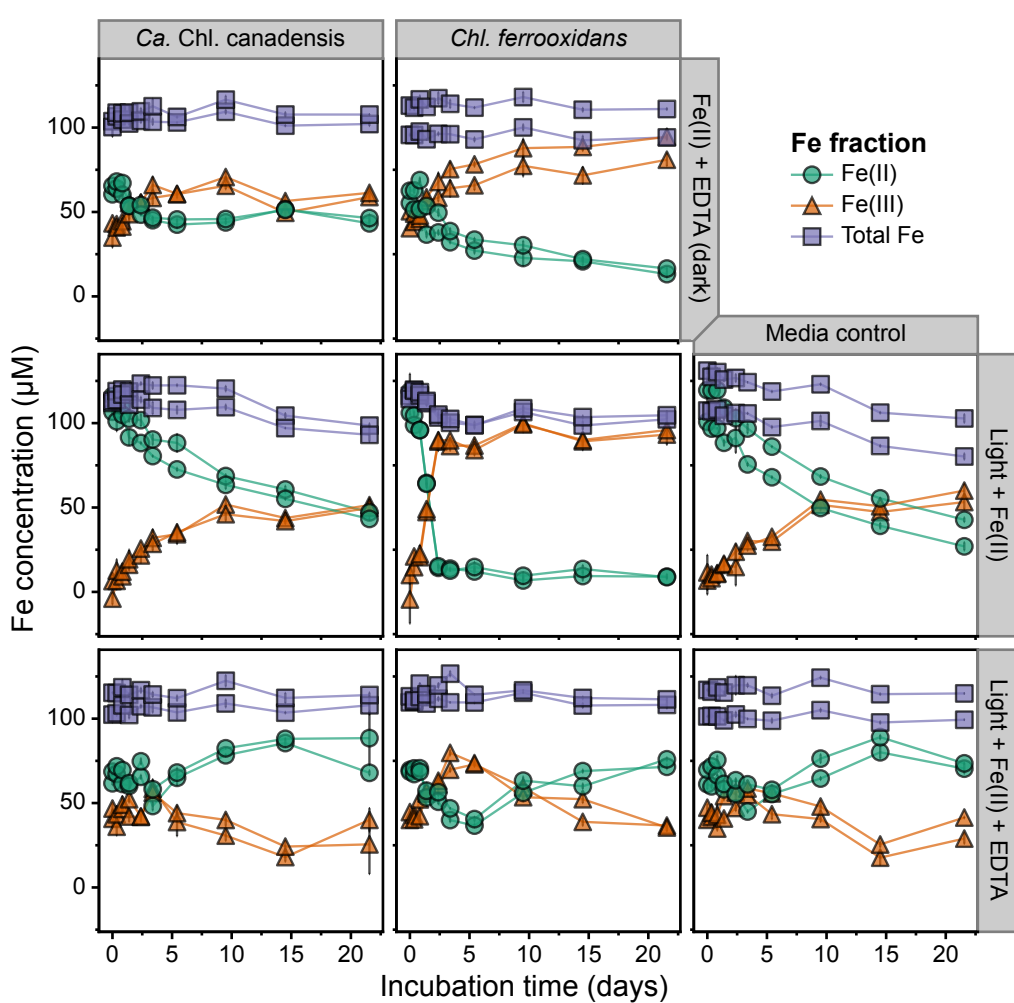 Ca. Chl. canadensis
Chl. ferrooxidans
Fe(II) + EDTA (dark)
Fe fraction
Fe(II)
Fe(III)
Total Fe
Media control
Light + Fe(II)
Light + Fe(II) + EDTA
Fe concentration (µM)
100
50
0
100
50
0
100
50
0
0 5 10 15 20
0 5 10 15 20
0 5 10 15 20
Incubation time (days)